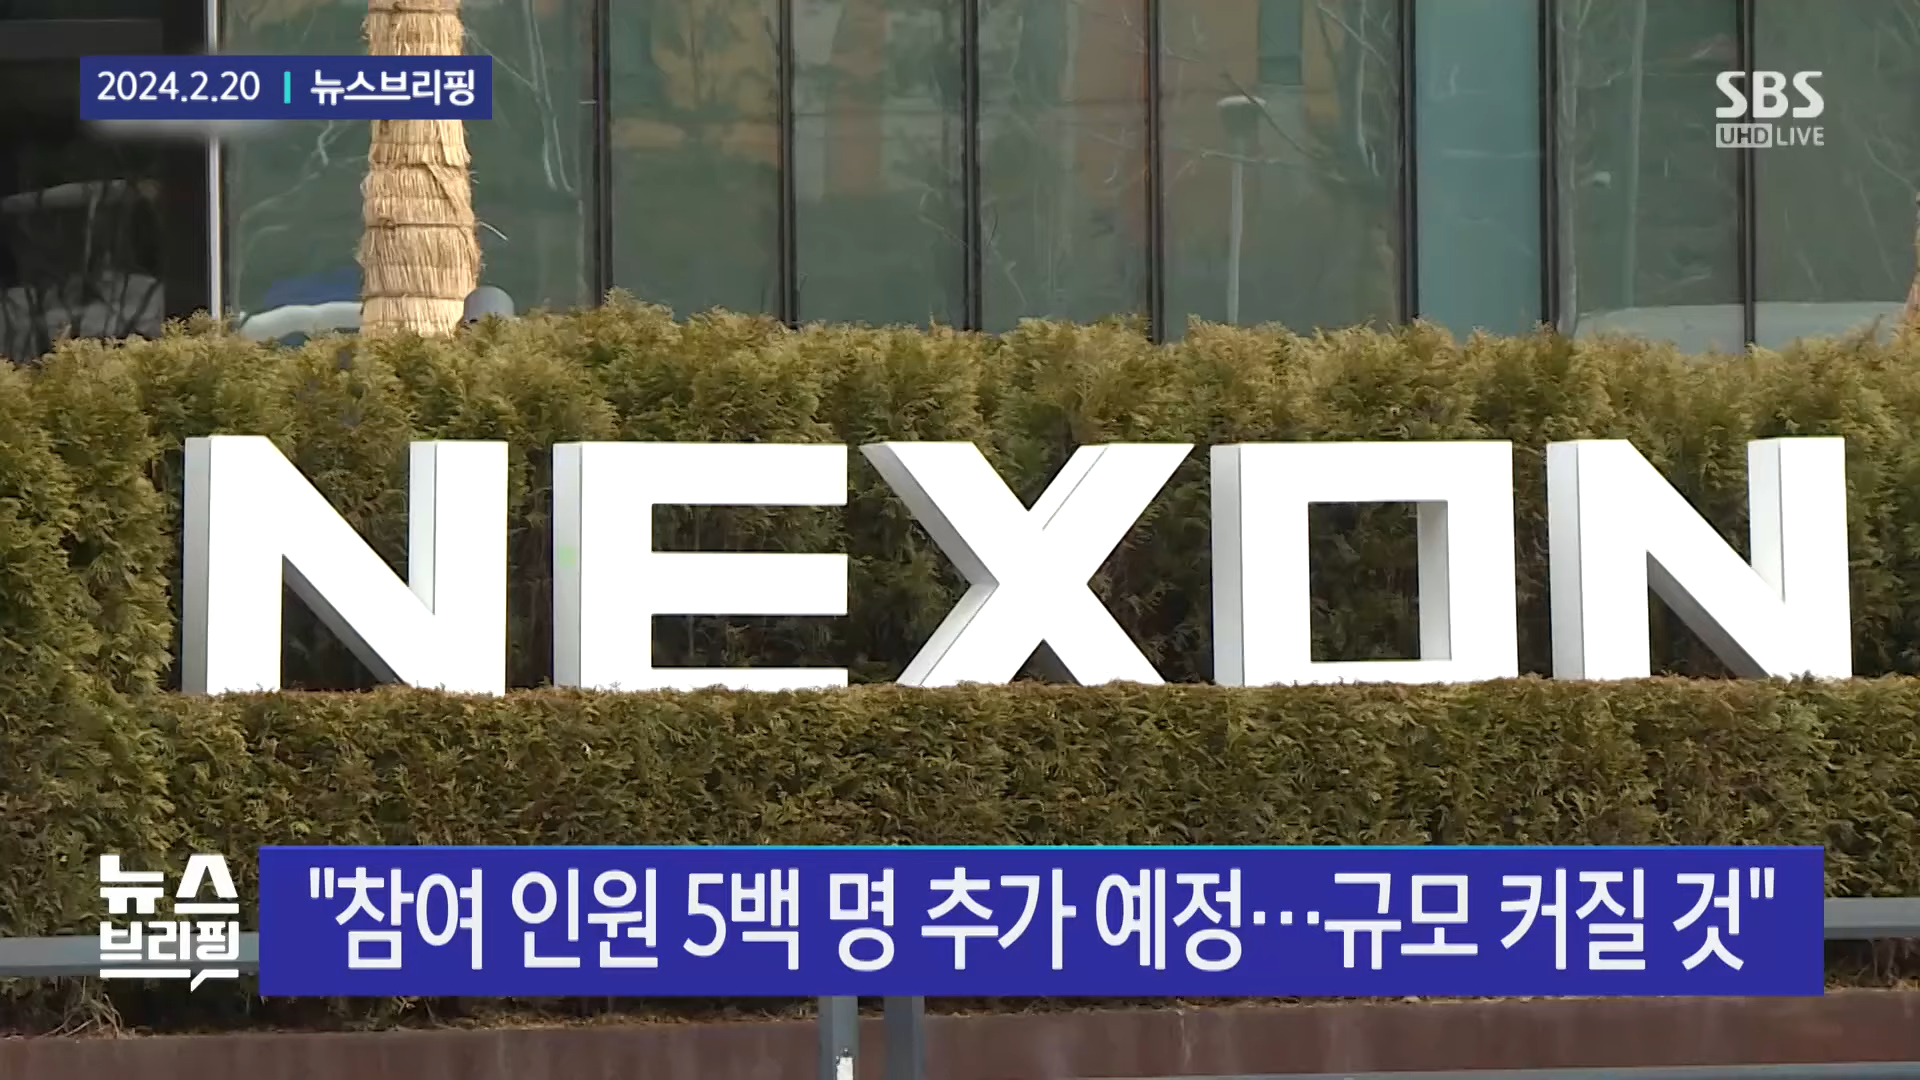 2024.2.20 | 뉴스브리핑
SBS
UHD LIVE
NEXON
뉴스
브리핑
"참여 인원 5백 명 추가 예정…규모 커질 것"